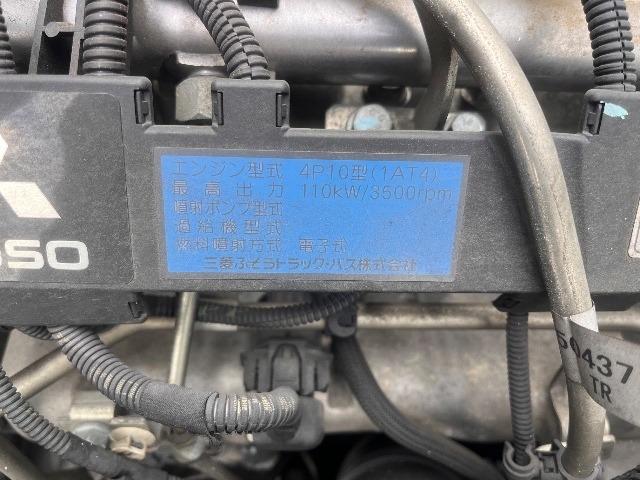 エンジン型式 4P10型(1AT4)
最高出力 110kW/3500rpm
噴射ポンプ型式
過給機型式
燃料噴射方式 電子式
三菱ふそうトラック・バス株式会社
50437
TR